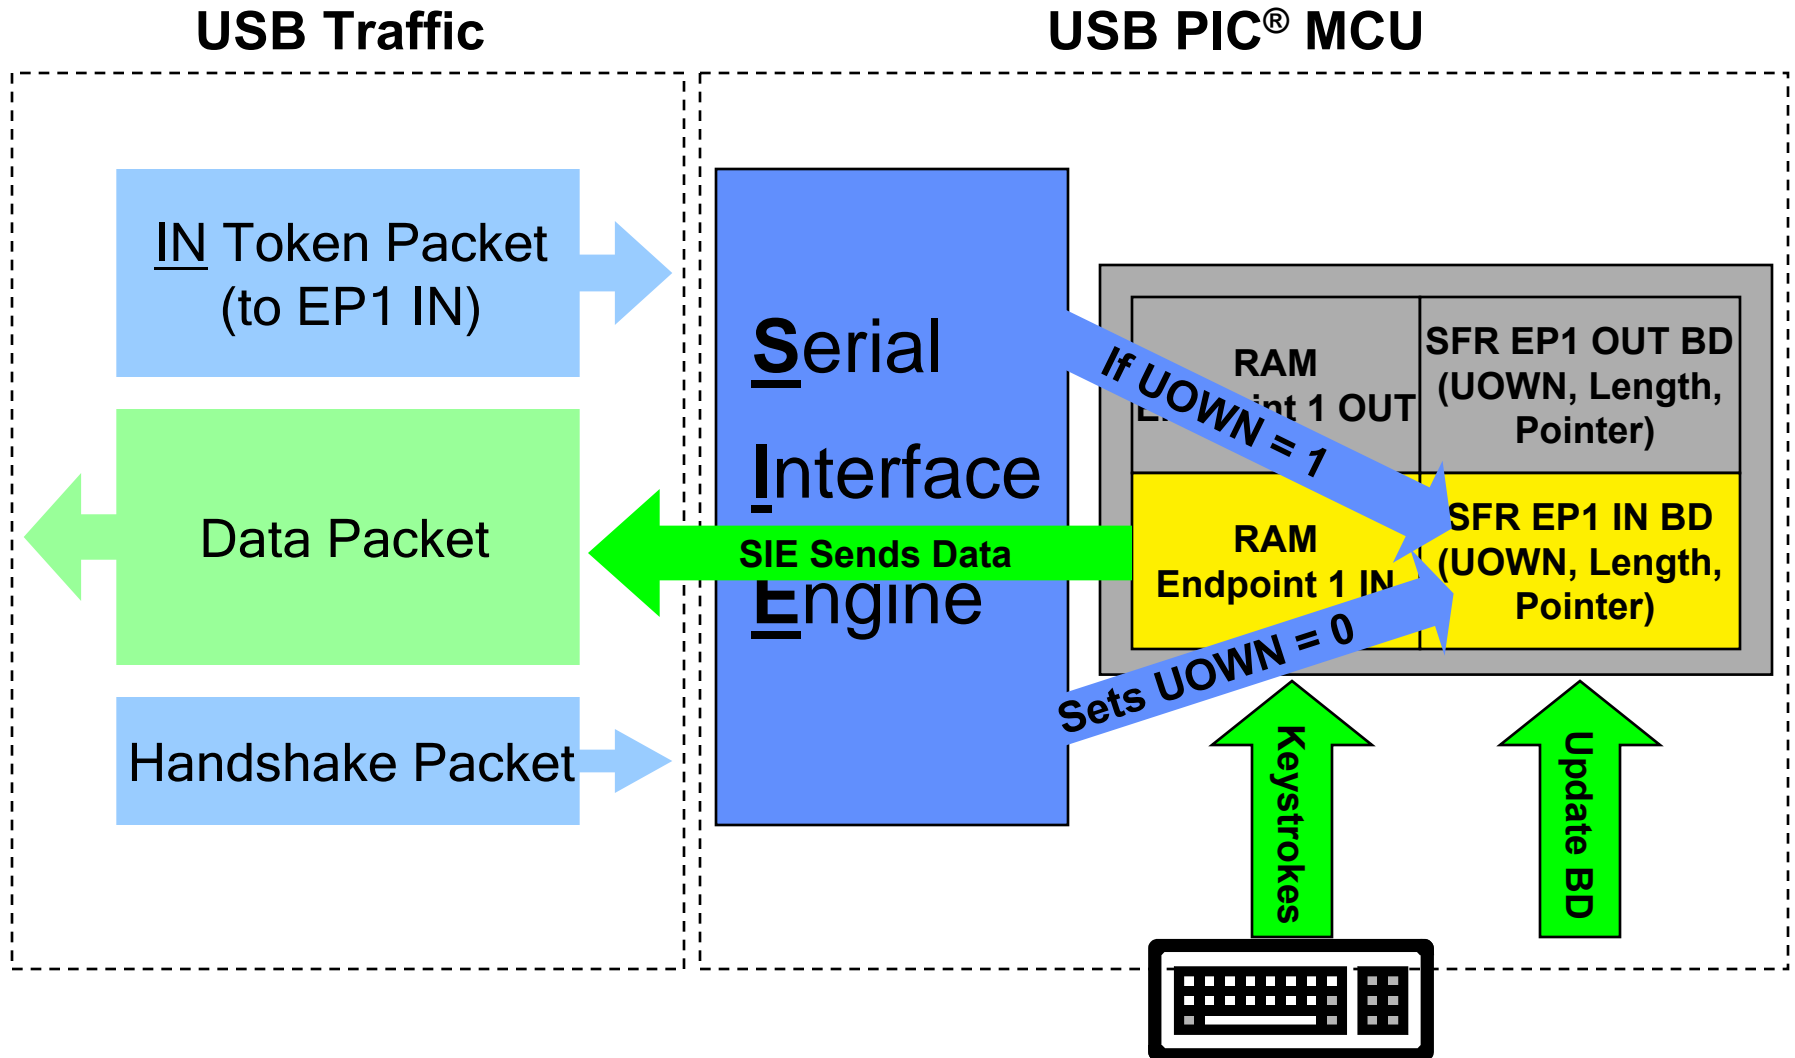 USB Traffic
USB PIC® MCU
IN Token Packet
(to EP1 IN)
Data Packet
Handshake Packet
Serial
Interface
Engine
SIE Sends Data
If UOWN = 1
Sets UOWN = 0
RAM
1 OUT
SFR EP1 OUT BD
(UOWN, Length,
Pointer)
RAM
Endpoint 1 IN
SFR EP1 IN BD
(UOWN, Length,
Pointer)
Keystrokes
Update BD